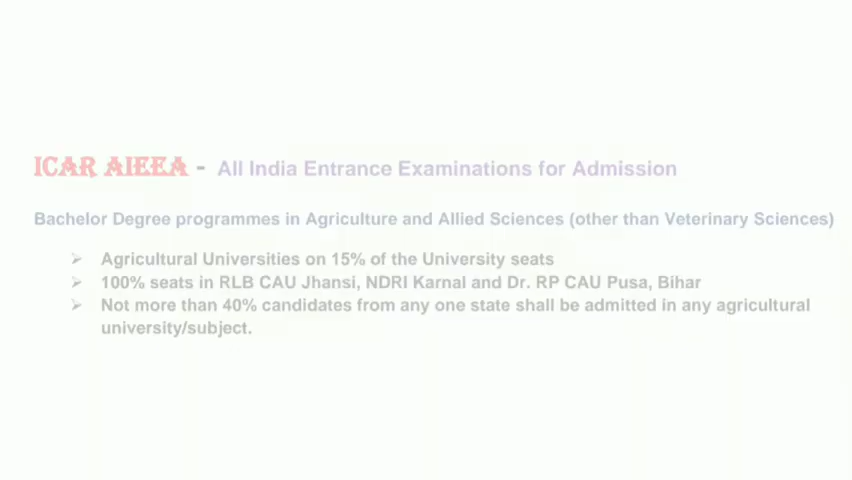 ICAR AIEEA - All India Entrance Examinations for Admission
Bachelor Degree programmes in Agriculture and Allied Sciences (other than Veterinary Sciences)
➢ Agricultural Universities on 15% of the University seats
➢ 100% seats in RLB CAU Jhansi, NDRI Karnal and Dr. RP CAU Pusa, Bihar
➢ Not more than 40% candidates from any one state shall be admitted in any agricultural
university/subject.